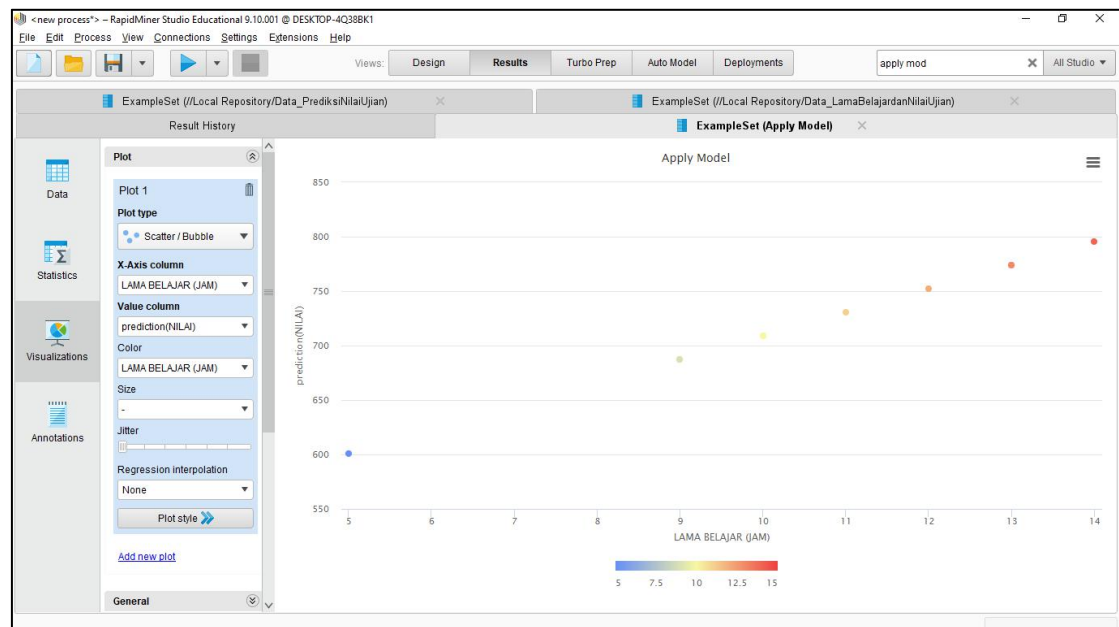 <new process*> – RapidMiner Studio Educational 9.10.001 @ DESKTOP-4Q38BK1
File Edit Process View Connections Settings Extensions Help
Views: Design Results Turbo Prep Auto Model Deployments apply mod All Studio
ExampleSet (//Local Repository/Data_PrediksiNilaiUjian) ExampleSet (//Local Repository/Data_LamaBelajardanNilaiUjian)
Result History ExampleSet (Apply Model)
Data
Statistics
Visualizations
Annotations
Plot
Plot 1
Plot type
Scatter / Bubble
X-Axis column
LAMA BELAJAR (JAM)
Value column
prediction(NILAI)
Color
LAMA BELAJAR (JAM)
Size
-
Jitter
Regression interpolation
None
Plot style
Add new plot
General
Apply Model
prediction(NILAI)
850
800
750
700
650
600
550
5 6 7 8 9 10 11 12 13 14
LAMA BELAJAR (JAM)
5 7.5 10 12.5 15